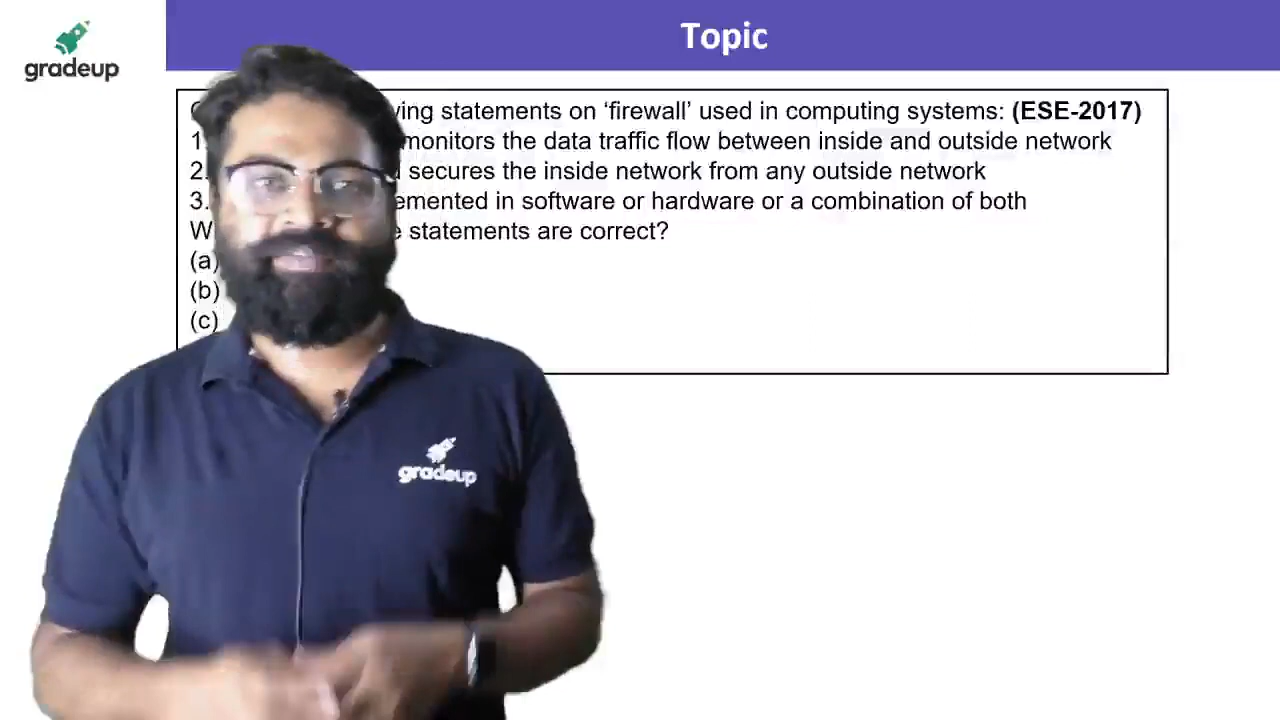 gradeup
Topic
ying statements on ‘firewall’ used in computing systems: (ESE-2017)
1. monitors the data traffic flow between inside and outside network
2. secures the inside network from any outside network
3. emented in software or hardware or a combination of both
W statements are correct?
(a)
(b)
(c)
gradeup